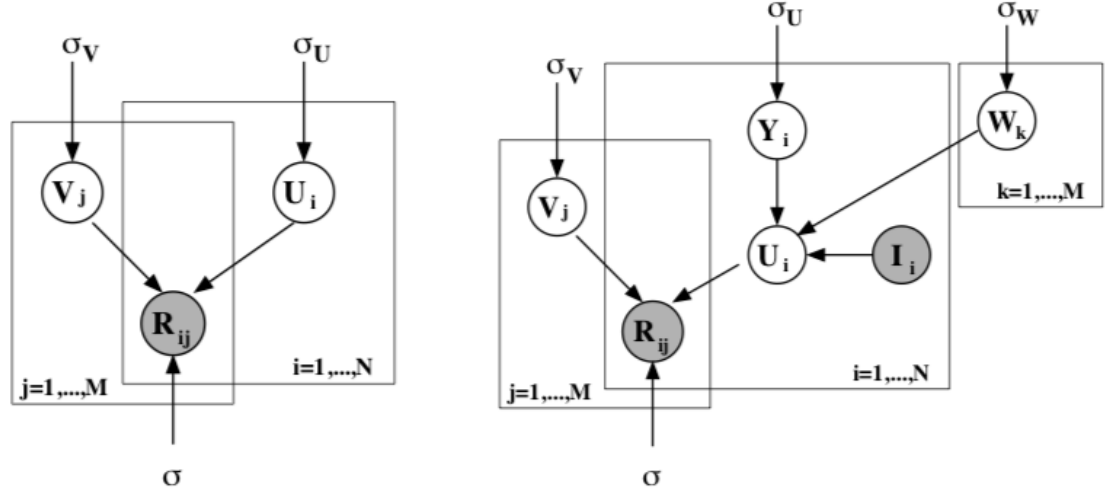 σV
σU
Vj
Ui
Rij
i=1,...,N
j=1,...,M
σ
σU
σW
σV
Yi
Wk
k=1,...,M
Vj
Ui
Ii
Rij
i=1,...,N
j=1,...,M
σ